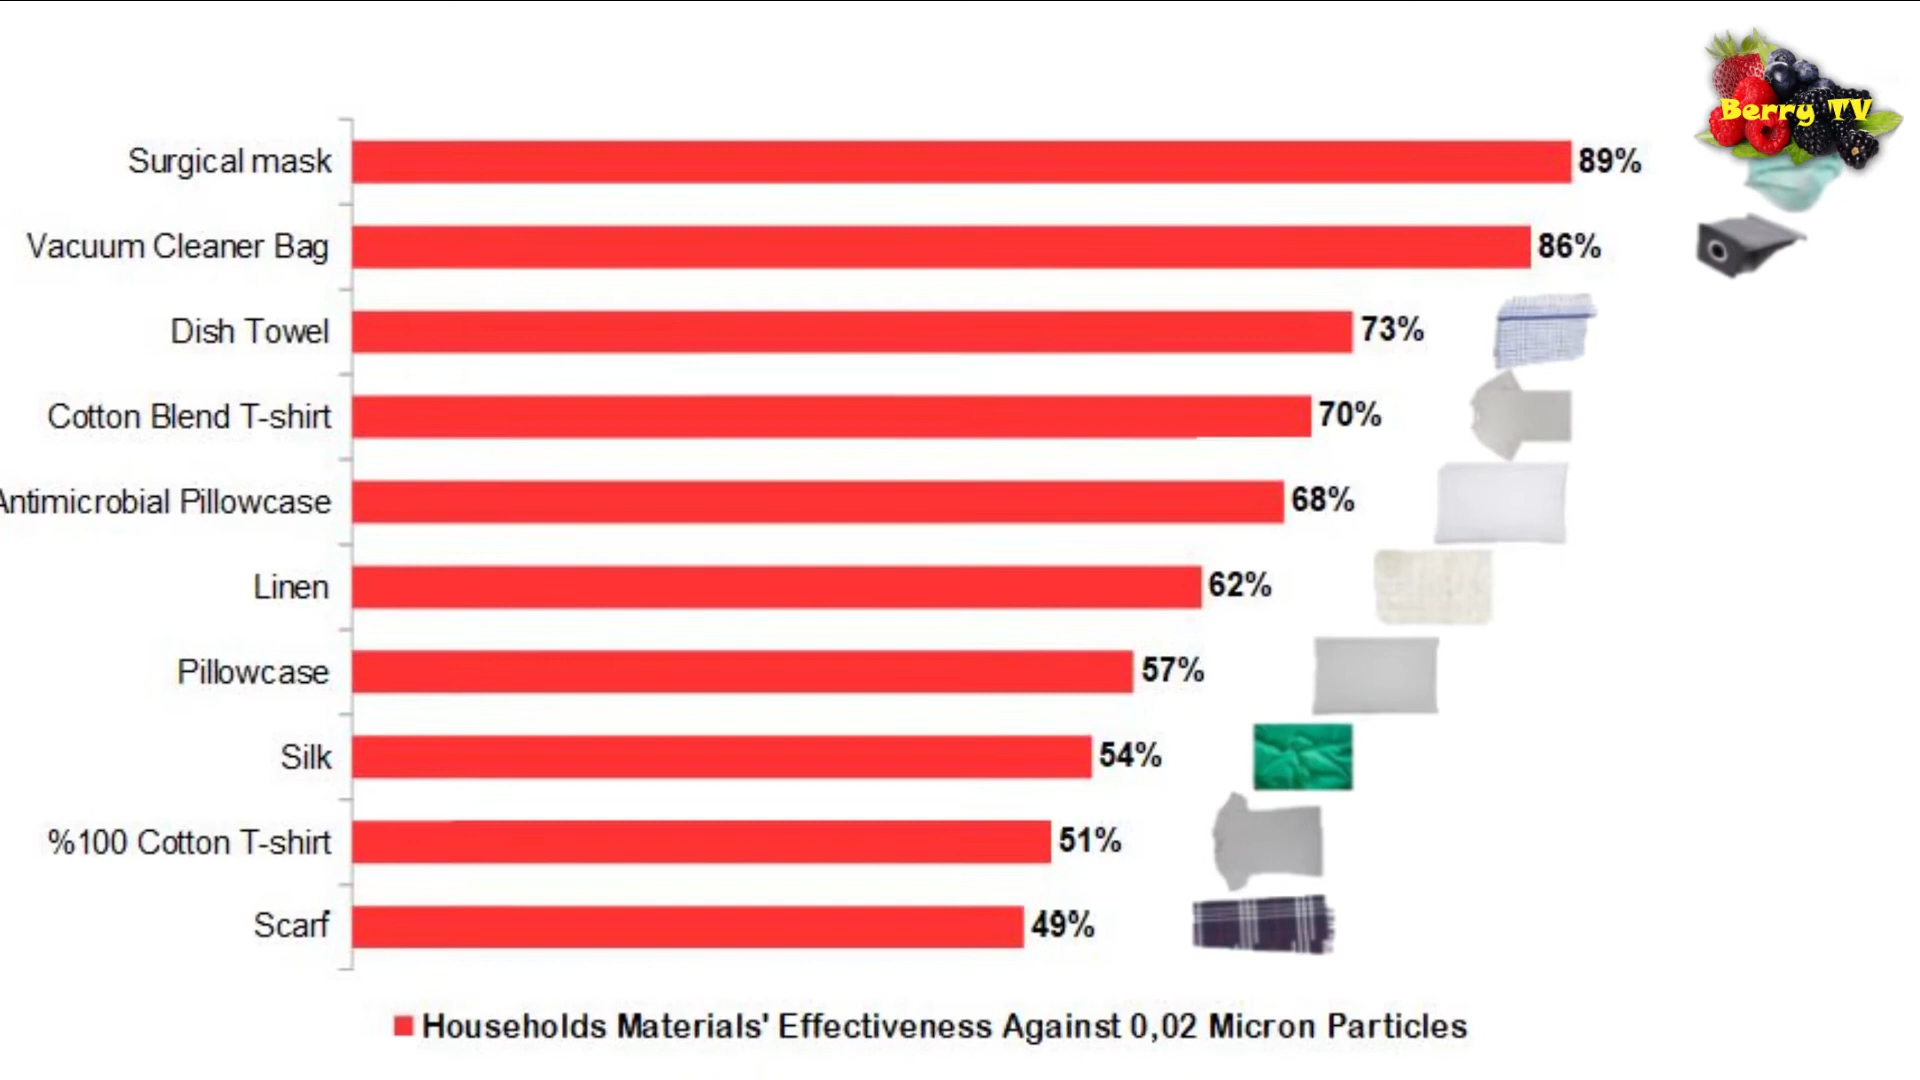 Berry TV
Surgical mask 89%
Vacuum Cleaner Bag 86%
Dish Towel 73%
Cotton Blend T-shirt 70%
Antimicrobial Pillowcase 68%
Linen 62%
Pillowcase 57%
Silk 54%
%100 Cotton T-shirt 51%
Scarf 49%
Households Materials' Effectiveness Against 0,02 Micron Particles